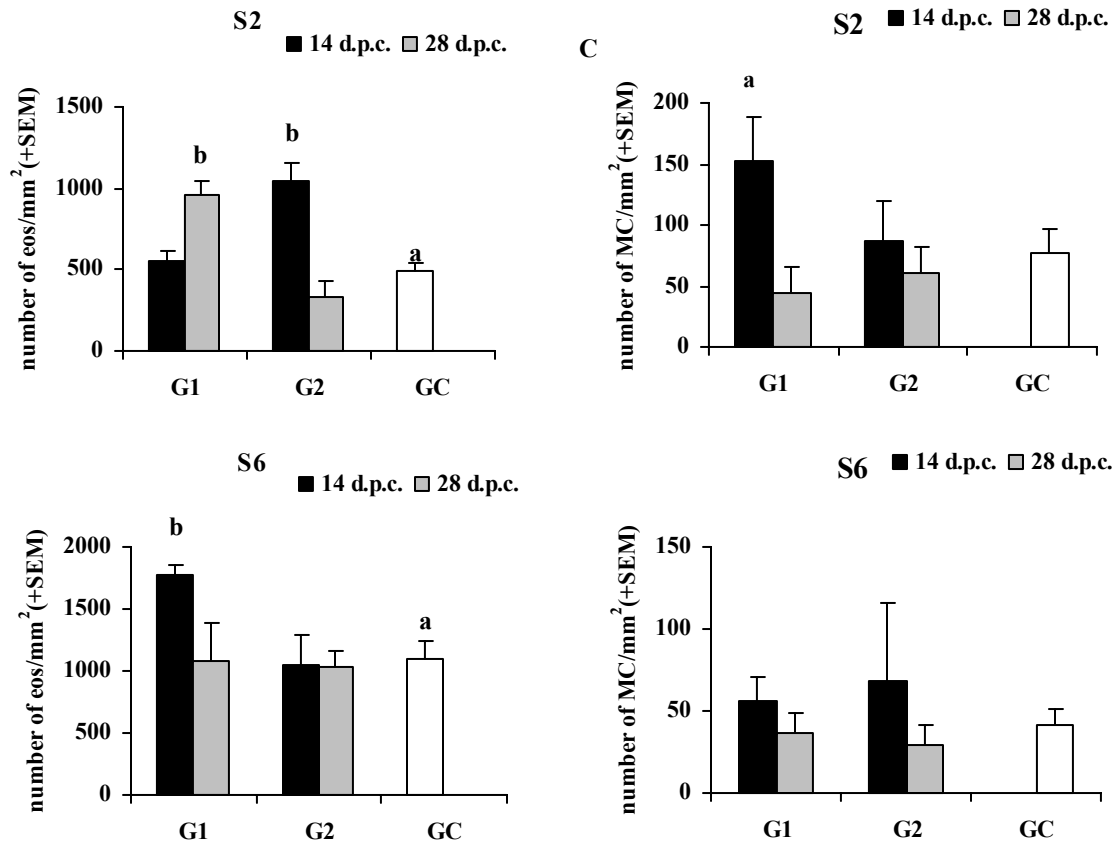 S2
14 d.p.c. 28 d.p.c.
number of eos/mm²(+SEM)
1500
1000
500
0
b
b
a
G1 G2 GC
C
S2
14 d.p.c. 28 d.p.c.
number of MC/mm²(+SEM)
200
150
100
50
0
a
G1 G2 GC
S6
14 d.p.c. 28 d.p.c.
number of eos/mm²(+SEM)
2000
1500
1000
500
0
b
a
G1 G2 GC
S6
14 d.p.c. 28 d.p.c.
number of MC/mm²(+SEM)
150
100
50
0
G1 G2 GC